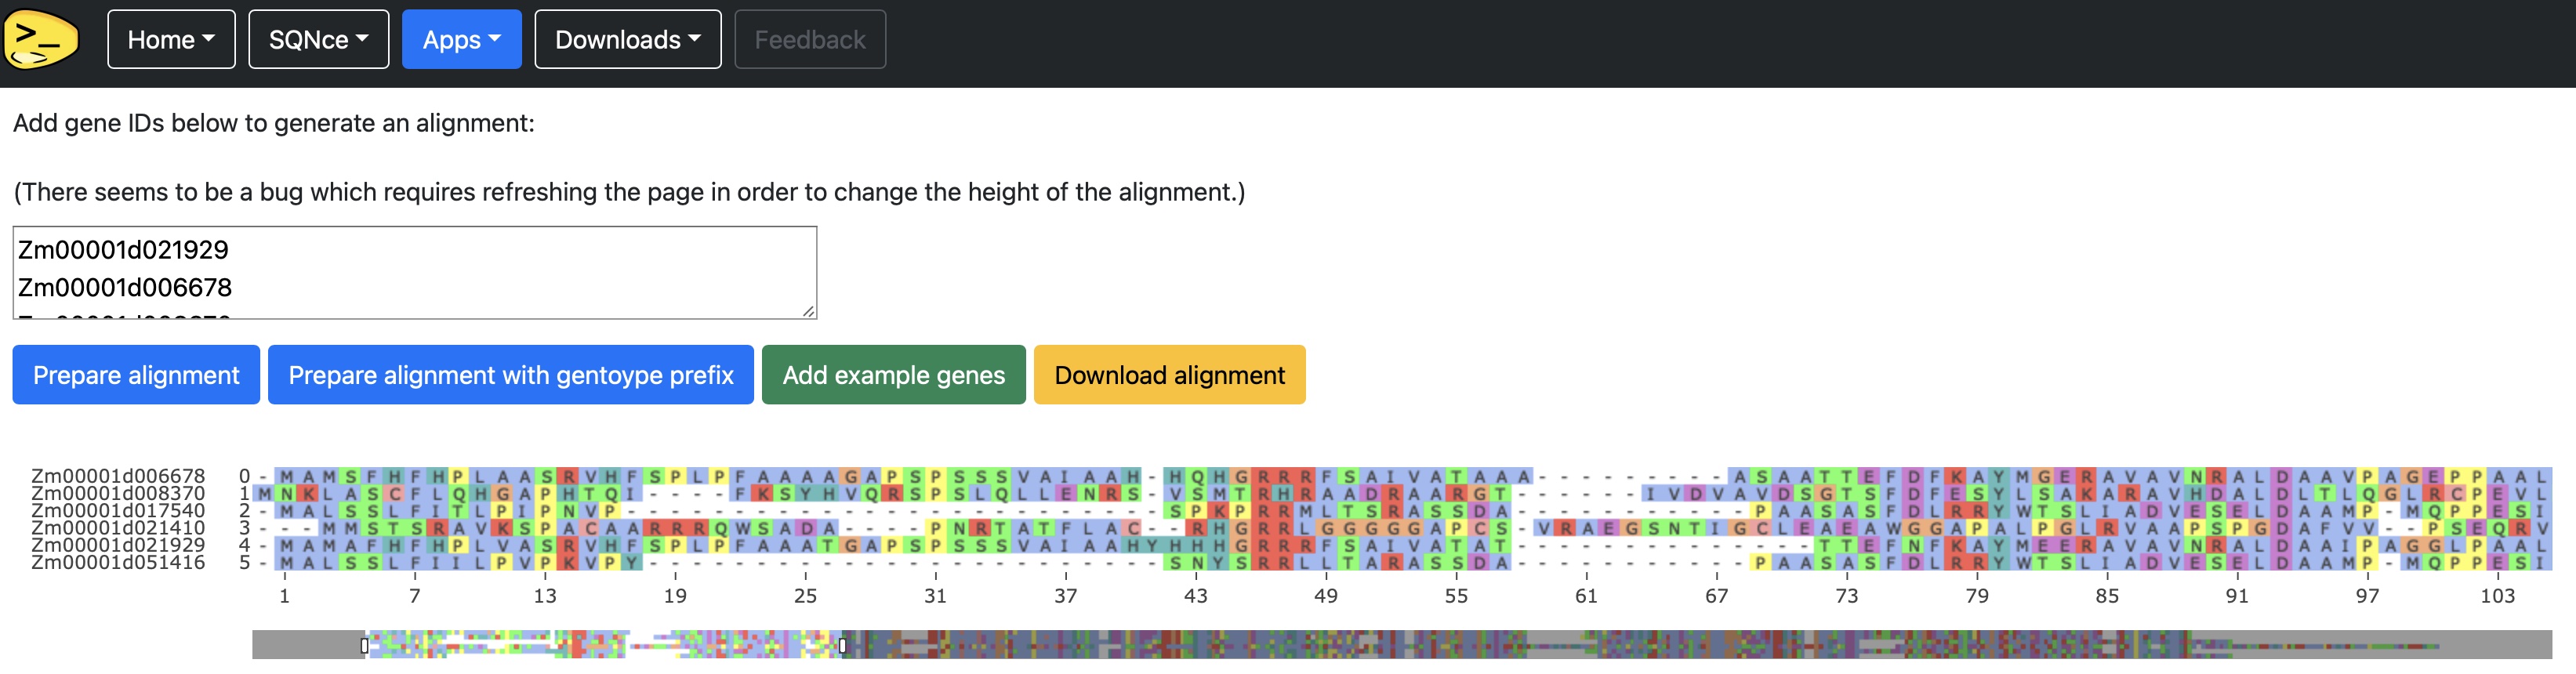 >_
Home
SQNce
Apps
Downloads
Feedback
Add gene IDs below to generate an alignment:
(There seems to be a bug which requires refreshing the page in order to change the height of the alignment.)
Zm00001d021929
Zm00001d006678
Prepare alignment
Prepare alignment with gentoype prefix
Add example genes
Download alignment
Zm00001d006678 0 - M A M S F H F H P L A A S R V H F S P L P F A A A A G A P S P S S S V A I A A H - H Q H G R R R F S A I V A T A A A - - - - - - - - - A S A A T T E F D F K A Y M G E R A V A V N R A L D A A V P A G E P P A A L
Zm00001d008370 1 M N K L A S C F L Q H G A P H T Q I - - - - F K S Y H V Q R S P S L Q L L E N R S - V S M T R H R A A D R A A R G T - - - - - - I V D V A V D S G T S F D F E S Y L S A K A R A V H D A L D L T L Q G L R C P E V L
Zm00001d017540 2 - M A L S S L F I T L P I P N V P - - - - - - - - - - - - - - - - - - - - - - - - - S P K P R R M L T S R A S S D A - - - - - - - - - - - P A A S A S F D L R R Y W T S L I A D V E S E L D A A M P - M Q P P E S I
Zm00001d021410 3 - - - M M S T S R A V K S P A C A A R R R Q W S A D A - - - - P N R T A T F L A C - - R H G R R L G G G G G A P C S - V R A E G S N T I G C L E A E A W G G A P A L P G L R V A A P S P G D A F V V - - P S E Q R V
Zm00001d021929 4 - M A M A F H F H P L V A S R V H F S P L P F A A A T G A P S P S S S V A I A A H Y H H H G R R R F S A I V A T A T - - - - - - - - - - - - - - T T E F N F K A Y M E E R A V A V N R A L D A A I P A G G L P A A L
Zm00001d051416 5 - M A L S S L F I I L P V P K V P Y - - - - - - - - - - - - - - - - - - - - - - - - S N Y S R R L L T A R A S S D A - - - - - - - - - - - P A A S A S F D L R R Y W T S L I A D V E S E L D A A M P - M Q P P E S I
1 7 13 19 25 31 37 43 49 55 61 67 73 79 85 91 97 103